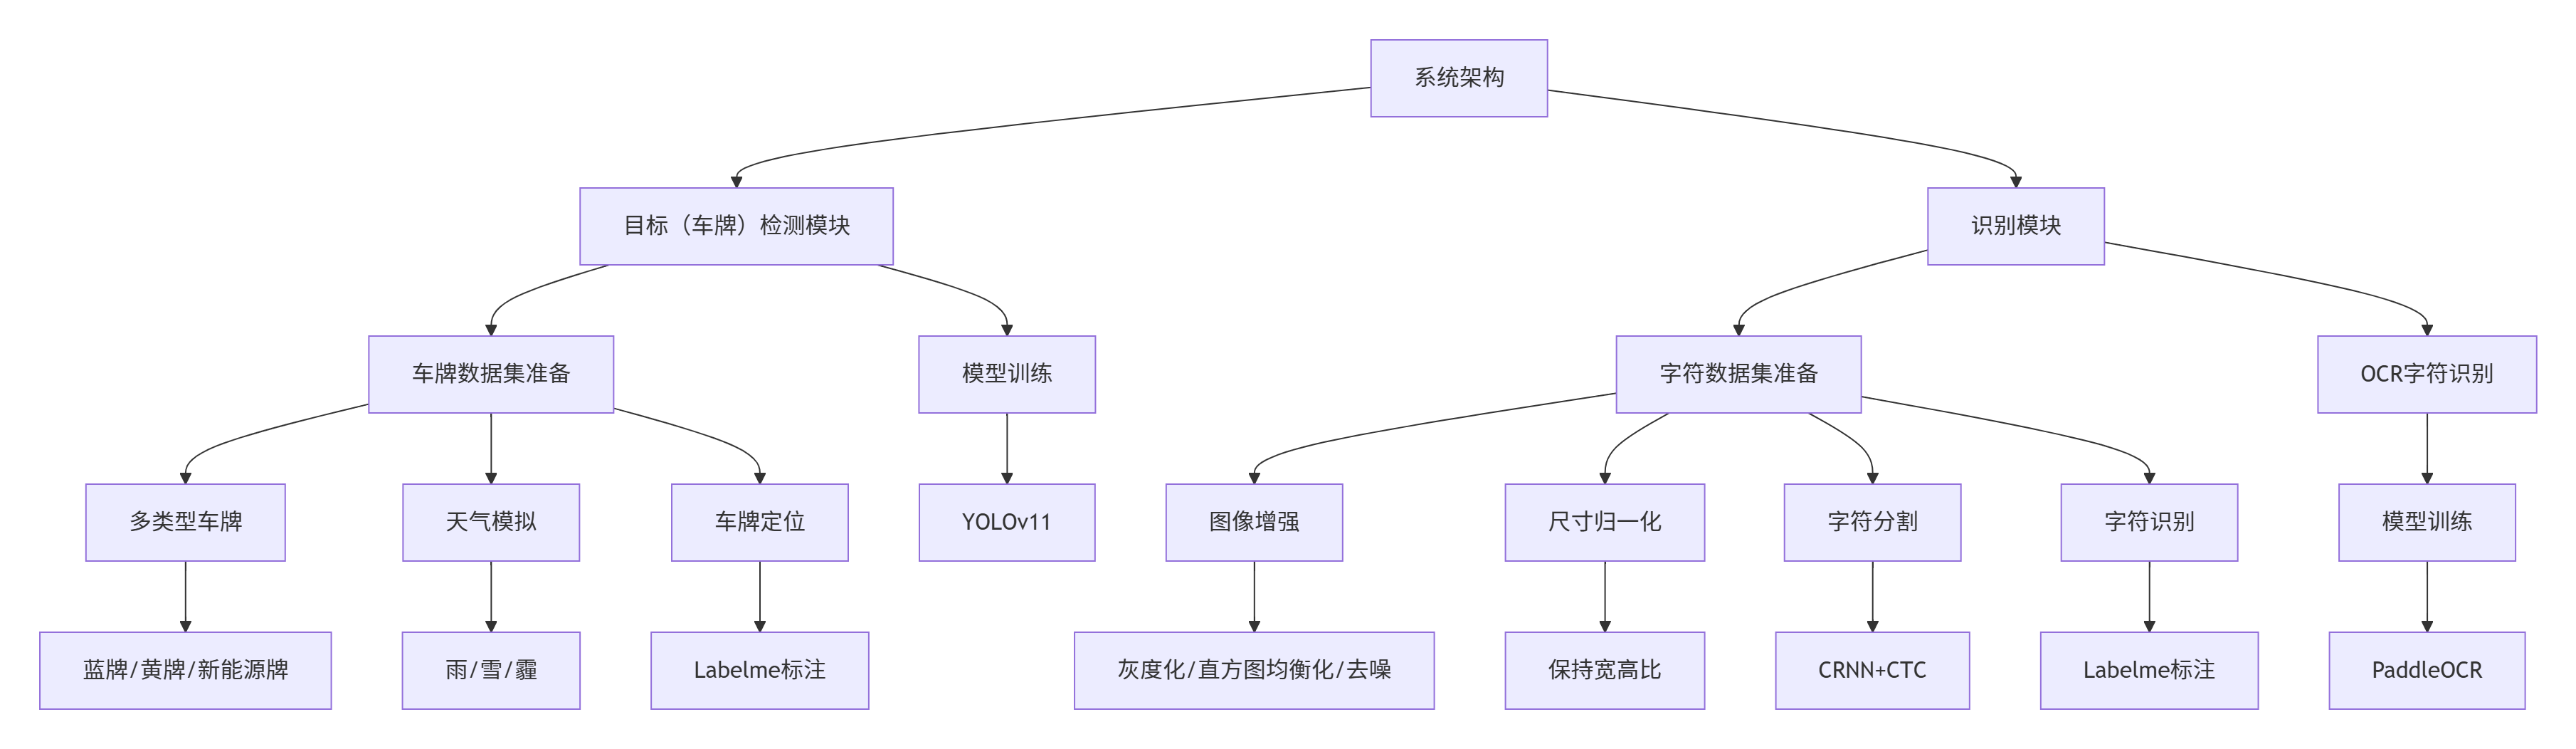 系统架构
目标（车牌）检测模块
识别模块
车牌数据集准备
模型训练
字符数据集准备
OCR字符识别
多类型车牌
天气模拟
车牌定位
YOLOv11
图像增强
尺寸归一化
字符分割
字符识别
模型训练
蓝牌/黄牌/新能源牌
雨/雪/霾
Labelme标注
灰度化/直方图均衡化/去噪
保持宽高比
CRNN+CTC
Labelme标注
PaddleOCR